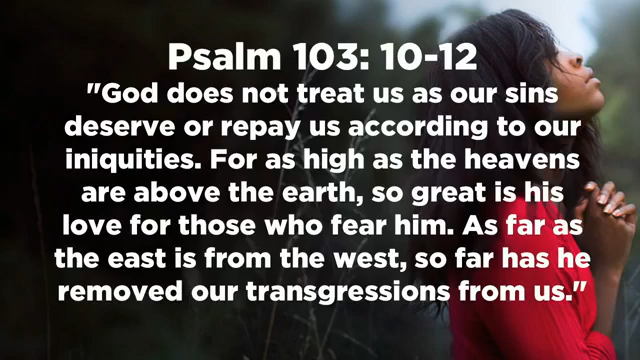 Psalm 103: 10-12
"God does not treat us as our sins
deserve or repay us according to our
iniquities. For as high as the heavens
are above the earth, so great is his
love for those who fear him. As far as
the east is from the west, so far has he
removed our transgressions from us."